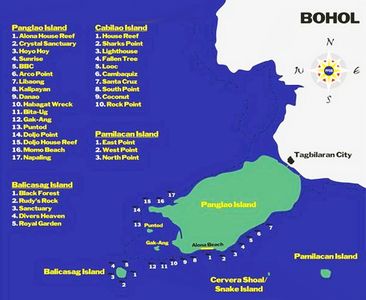 BOHOL
N
W
E
S
Panglao Island
1. Alona House Reef
2. Crystal Sanctuary
3. Hoyo Hoy
4. Sunrise
5. BBC
6. Arco Point
7. Libaong
8. Kalipayan
9. Danao
10. Habagat Wreck
11. Bita-Ug
12. Gak-Ang
13. Puntod
14. Doljo Point
15. Doljo House Reef
16. Momo Beach
17. Napaling
Cabilao Island
1. House Reef
2. Sharks Point
3. Lighthouse
4. Fallen Tree
5. Looc
6. Cambaquiz
7. Santa Cruz
8. South Point
9. Coconut
10. Rock Point
Pamilacan Island
1. East Point
2. West Point
3. North Point
Balicasag Island
1. Black Forest
2. Rudy's Rock
3. Sanctuary
4. Divers Heaven
5. Royal Garden
Tagbilaran City
Panglao Island
17
16
15
14
13
Puntod
Gak-Ang
Alona Beach
12 11 10 9 8 1 2 3 4 5 6 7
Balicasag Island
4
5
3
2
1
Cervera Shoal/
Snake Island
Pamilacan Island